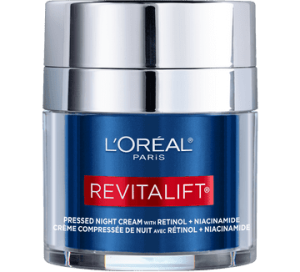 L'ORÉAL
PARIS
REVITALIFT®
PRESSED NIGHT CREAM WITH RETINOL + NIACINAMIDE
CRÈME COMPRESSÉE DE NUIT AVEC RÉTINOL + NIACINAMIDE